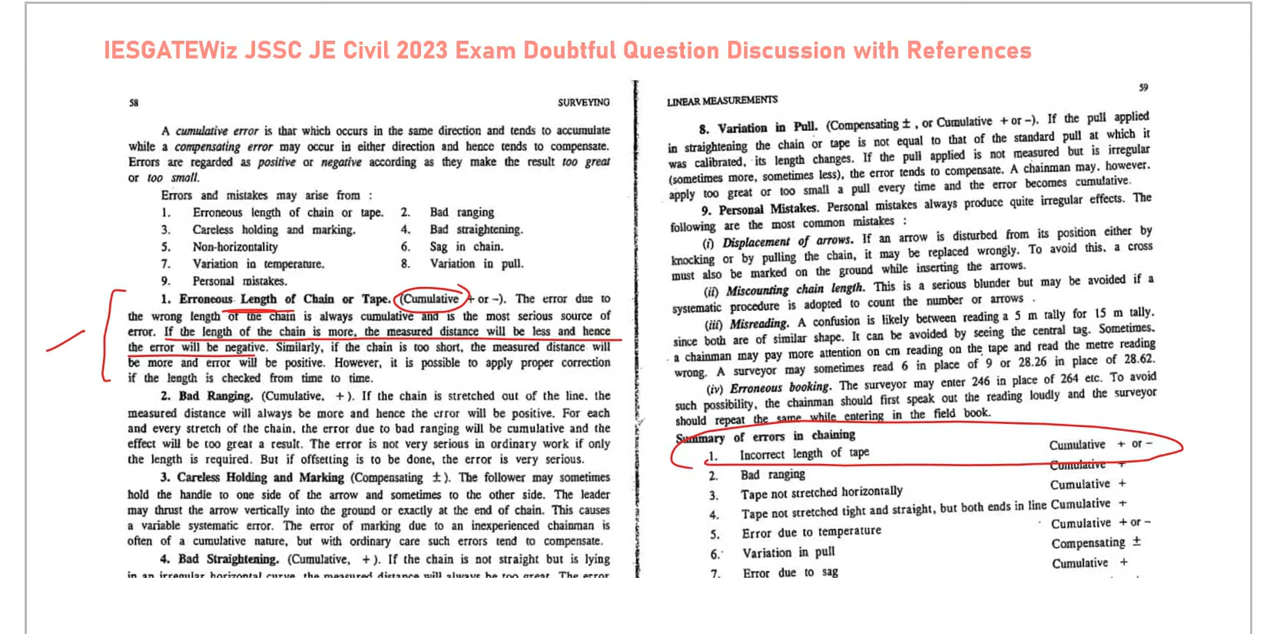 IESGATEWiz JSSC JE Civil 2023 Exam Doubtful Question Discussion with References
58
SURVEYING
A cumulative error is that which occurs in the same direction and tends to accumulate
while a compensating error may occur in either direction and hence tends to compensate.
Errors are regarded as positive or negative according as they make the result too great
or too small.
Errors and mistakes may arise from :
1. Erroneous length of chain or tape. 2. Bad ranging
3. Careless holding and marking. 4. Bad straightening.
5. Non-horizontality 6. Sag in chain.
7. Variation in temperature. 8. Variation in pull.
9. Personal mistakes.
1. Erroneous Length of Chain or Tape. (Cumulative + or −). The error due to
the wrong length of the chain is always cumulative and is the most serious source of
error. If the length of the chain is more, the measured distance will be less and hence
the error will be negative. Similarly, if the chain is too short, the measured distance will
be more and error will be positive. However, it is possible to apply proper correction
if the length is checked from time to time.
2. Bad Ranging. (Cumulative, +). If the chain is stretched out of the line, the
measured distance will always be more and hence the error will be positive. For each
and every stretch of the chain, the error due to bad ranging will be cumulative and the
effect will be too great a result. The error is not very serious in ordinary work if only
the length is required. But if offsetting is to be done, the error is very serious.
3. Careless Holding and Marking (Compensating ±). The follower may sometimes
hold the handle to one side of the arrow and sometimes to the other side. The leader
may thrust the arrow vertically into the ground or exactly at the end of chain. This causes
a variable systematic error. The error of marking due to an inexperienced chainman is
often of a cumulative nature, but with ordinary care such errors tend to compensate.
4. Bad Straightening. (Cumulative, +). If the chain is not straight but is lying
in an irregular horizontal curve, the measured distance will always be too great. The error
59
LINEAR MEASUREMENTS
8. Variation in Pull. (Compensating ±, or Cumulative + or −). If the pull applied
in straightening the chain or tape is not equal to that of the standard pull at which it
was calibrated, its length changes. If the pull applied is not measured but is irregular
(sometimes more, sometimes less), the error tends to compensate. A chainman may, however,
apply too great or too small a pull every time and the error becomes cumulative.
9. Personal Mistakes. Personal mistakes always produce quite irregular effects. The
following are the most common mistakes :
(i) Displacement of arrows. If an arrow is disturbed from its position either by
knocking or by pulling the chain, it may be replaced wrongly. To avoid this, a cross
must also be marked on the ground while inserting the arrows.
(ii) Miscounting chain length. This is a serious blunder but may be avoided if a
systematic procedure is adopted to count the number or arrows .
(iii) Misreading. A confusion is likely between reading a 5 m tally for 15 m tally,
since both are of similar shape. It can be avoided by seeing the central tag. Sometimes,
a chainman may pay more attention on cm reading on the tape and read the metre reading
wrong. A surveyor may sometimes read 6 in place of 9 or 28.26 in place of 28.62.
(iv) Erroneous booking. The surveyor may enter 246 in place of 264 etc. To avoid
such possibility, the chainman should first speak out the reading loudly and the surveyor
should repeat the same while entering in the field book.
Summary of errors in chaining
1. Incorrect length of tape Cumulative + or −
2. Bad ranging Cumulative +
3. Tape not stretched horizontally Cumulative +
4. Tape not stretched tight and straight, but both ends in line Cumulative +
5. Error due to temperature Cumulative + or −
6. Variation in pull Compensating ±
7. Error due to sag Cumulative +